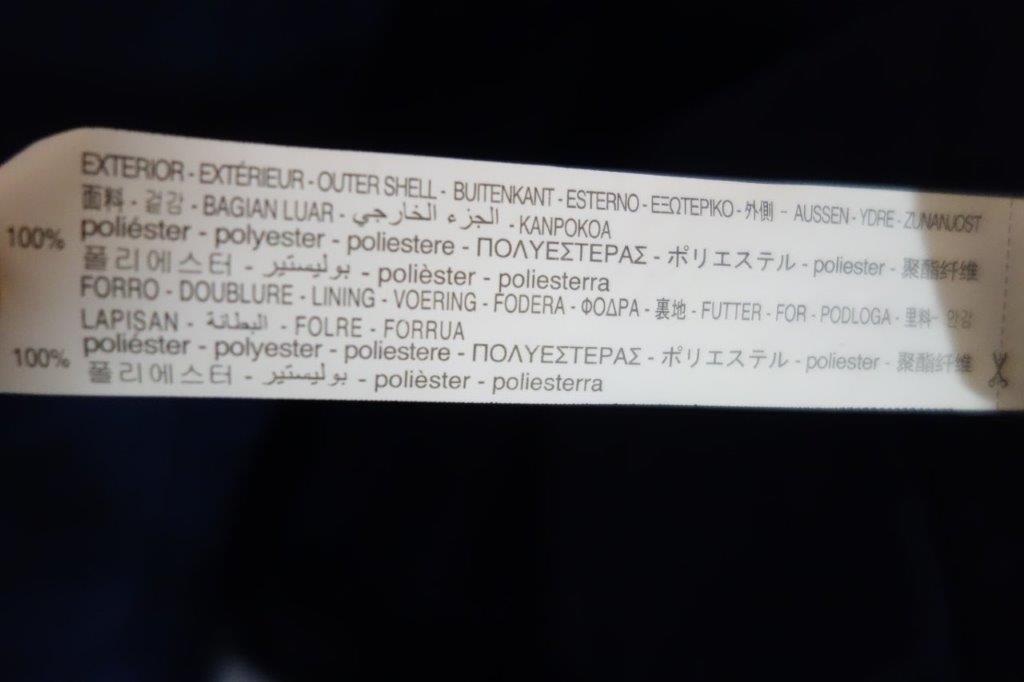 EXTERIOR - EXTÉRIEUR - OUTER SHELL - BUITENKANT - ESTERNO - ΕΞΩΤΕΡΙΚΟ - 外側 - AUSSEN - YDRE - ZUNANJOST
面料 - 겉감 - BAGIAN LUAR - الجزء الخارجي - KANPOKOA
100% poliéster - polyester - poliestere - ΠΟΛΥΕΣΤΕΡΑΣ - ポリエステル - poliester - 聚酯纤维
폴리에스터 - بوليستير - polièster - poliesterra
FORRO - DOUBLURE - LINING - VOERING - FODERA - ΦΟΔΡΑ - 裏地 - FUTTER - FOR - PODLOGA - 里料 - 안감
LAPISAN - البطانة - FOLRE - FORRUA
100% poliéster - polyester - poliestere - ΠΟΛΥΕΣΤΕΡΑΣ - ポリエステル - poliester - 聚酯纤维
폴리에스터 - بوليستير - polièster - poliesterra